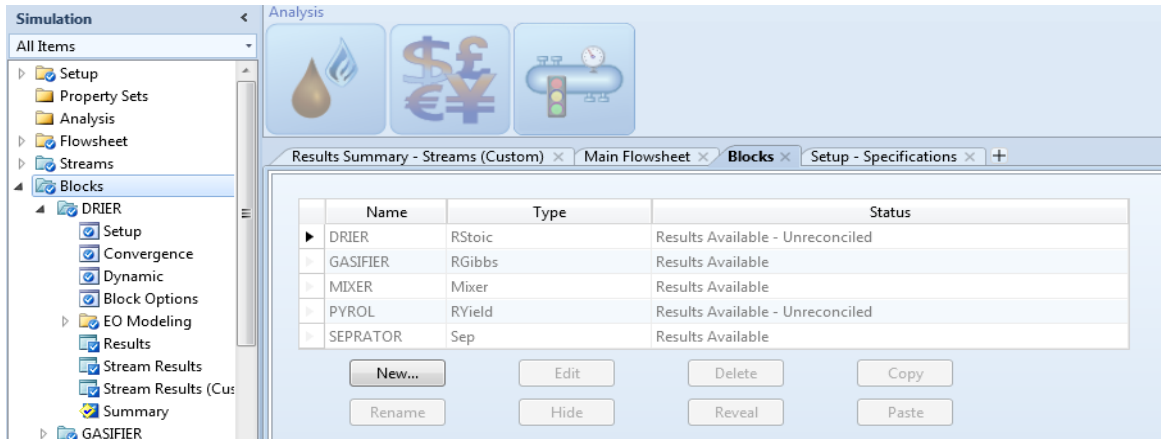 Simulation
All Items
Setup
Property Sets
Analysis
Flowsheet
Streams
Blocks
DRIER
Setup
Convergence
Dynamic
Block Options
EO Modeling
Results
Stream Results
Stream Results (Cus
Summary
GASIFIER
Analysis
Results Summary - Streams (Custom) Main Flowsheet Blocks Setup - Specifications +
Name Type Status
DRIER RStoic Results Available - Unreconciled
GASIFIER RGibbs Results Available
MIXER Mixer Results Available
PYROL RYield Results Available - Unreconciled
SEPRATOR Sep Results Available
New... Edit Delete Copy
Rename Hide Reveal Paste